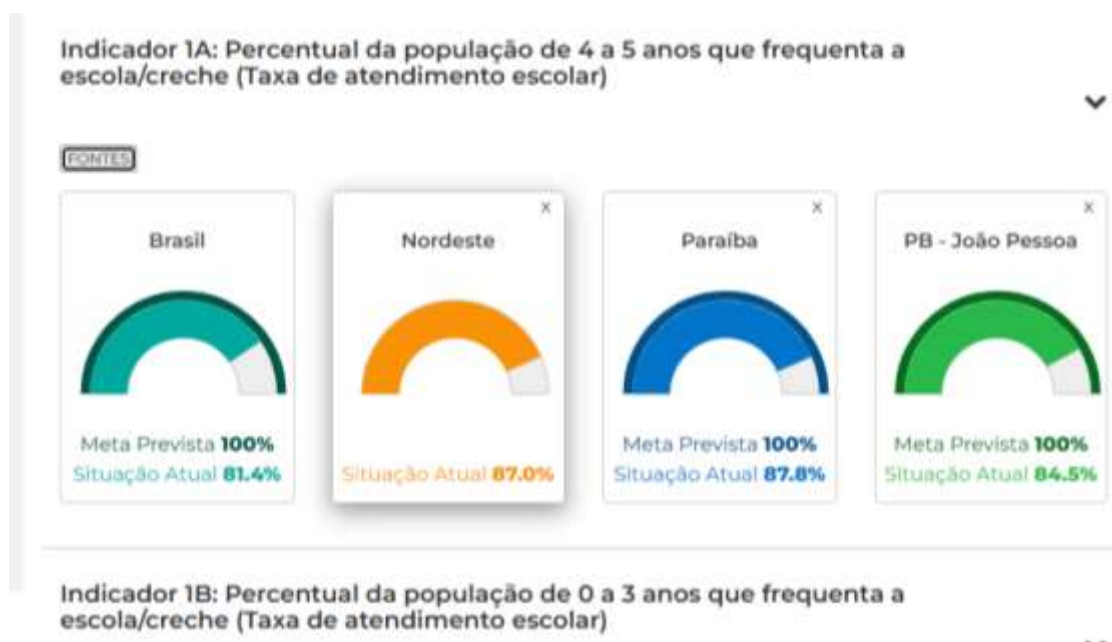 Indicador 1A: Percentual da população de 4 a 5 anos que frequenta a
escola/creche (Taxa de atendimento escolar)
FONTES
X
X
X
Brasil
Nordeste
Paraíba
PB - João Pessoa
Meta Prevista 100%
Situação Atual 81.4%
Situação Atual 87.0%
Meta Prevista 100%
Situação Atual 87.8%
Meta Prevista 100%
Situação Atual 84.5%
Indicador 1B: Percentual da população de 0 a 3 anos que frequenta a
escola/creche (Taxa de atendimento escolar)